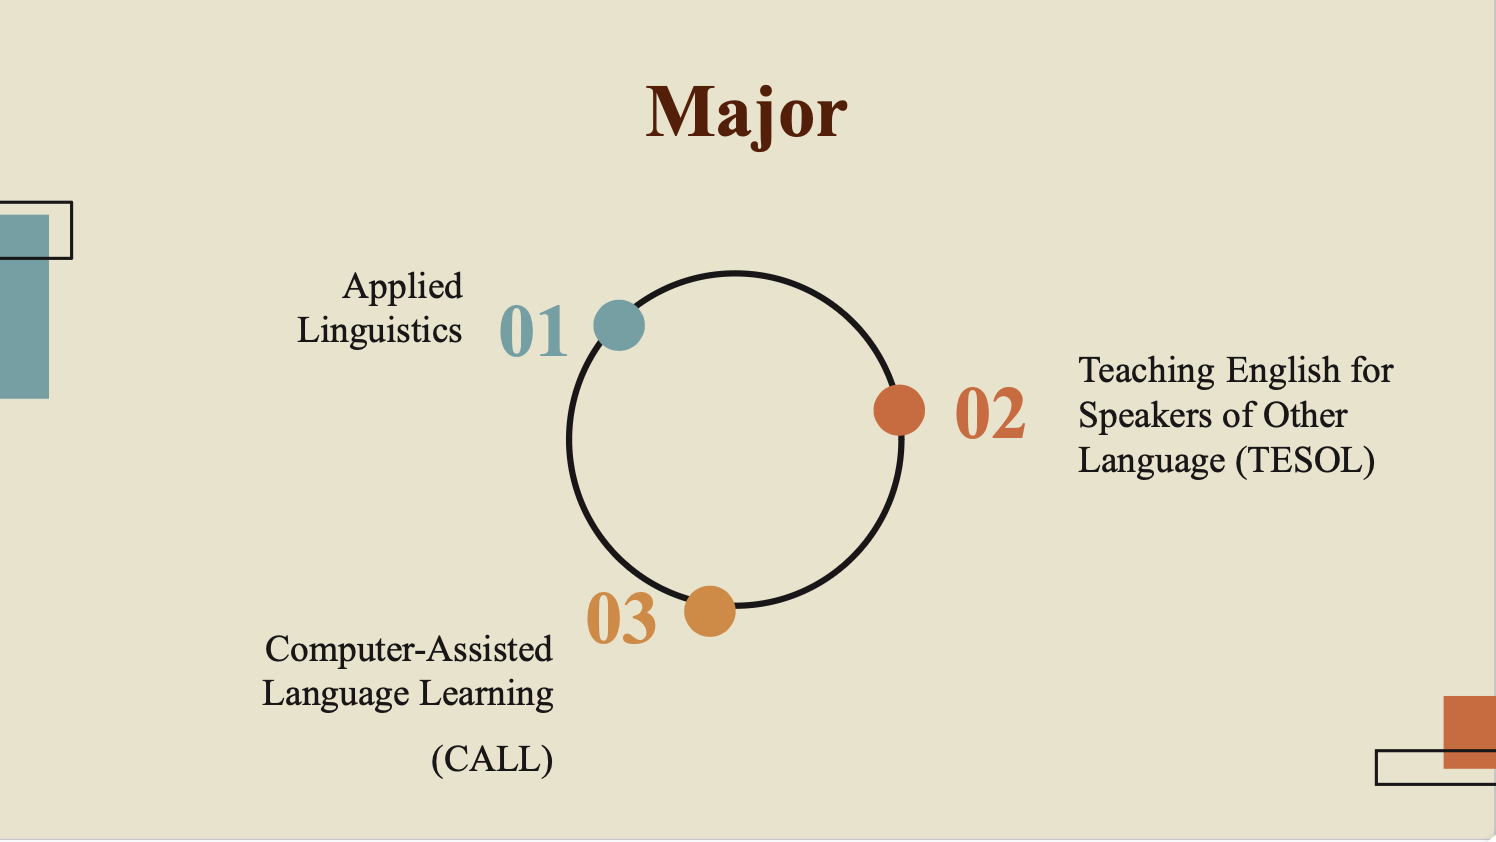 Major
Applied
Linguistics
01
02
Teaching English for
Speakers of Other
Language (TESOL)
03
Computer-Assisted
Language Learning
(CALL)